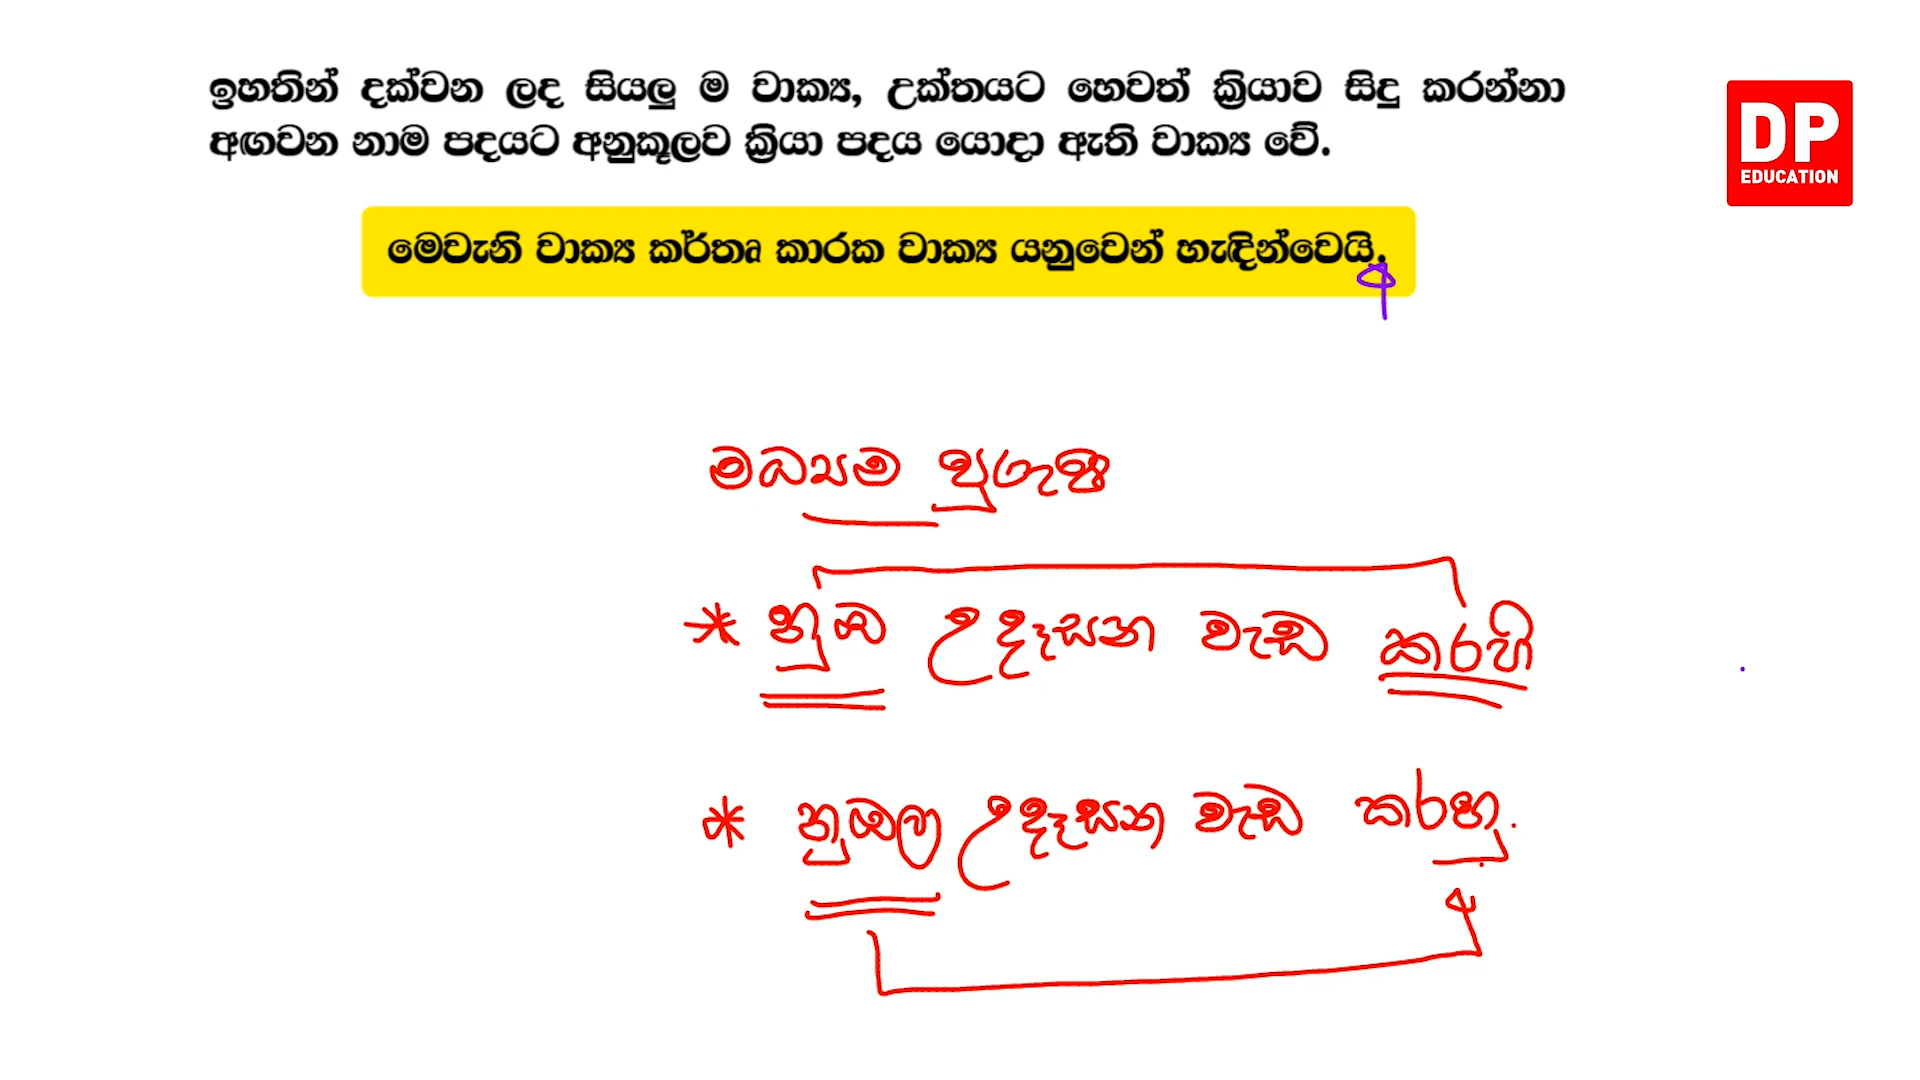 ඉහතින් දක්වන ලද සියලු ම වාක්‍ය, උක්තයට හෙවත් ක්‍රියාව සිදු කරන්නා
අඟවන නාම පදයට අනුකූලව ක්‍රියා පදය යොදා ඇති වාක්‍ය වේ.
DP
EDUCATION
මෙවැනි වාක්‍ය කර්තෘ කාරක වාක්‍ය යනුවෙන් හැඳින්වෙයි.
මධ්‍යම පුරුෂ
* නුඹ උදෑසන වැඩ කරහි
* නුඹලා උදෑසන වැඩ කරහු.